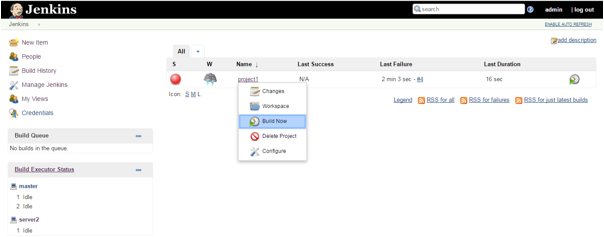 Jenkins
search
admin | log out
Jenkins
ENABLE AUTO REFRESH
New Item
People
Build History
Manage Jenkins
My Views
Credentials
Build Queue
No builds in the queue.
Build Executor Status
master
1 Idle
2 Idle
server2
1 Idle
2 Idle
add description
All +
S W Name ↓ Last Success Last Failure Last Duration
project1 N/A 2 min 3 sec - #4 16 sec
Icon: S M L
Changes
Workspace
Build Now
Delete Project
Configure
Legend RSS for all RSS for failures RSS for just latest builds